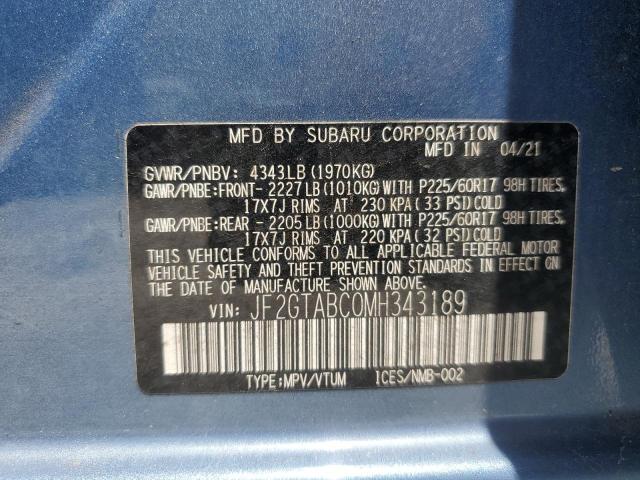 MFD BY SUBARU CORPORATION
MFD IN 04/21
GVWR/PNBV: 4343LB (1970KG)
GAWR/PNBE:FRONT- 2227LB (1010KG) WITH P225/60R17 98H TIRES,
17X7J RIMS AT 230 KPA (33 PSI) COLD
GAWR/PNBE:REAR - 2205LB (1000KG) WITH P225/60R17 98H TIRES,
17X7J RIMS AT 220 KPA (32 PSI) COLD
THIS VEHICLE CONFORMS TO ALL APPLICABLE FEDERAL MOTOR
VEHICLE SAFETY AND THEFT PREVENTION STANDARDS IN EFFECT ON
THE DATE OF MANUFACTURE SHOWN ABOVE.
VIN: JF2GTABC0MH343189
TYPE:MPV/VTUM ICES/NMB-002